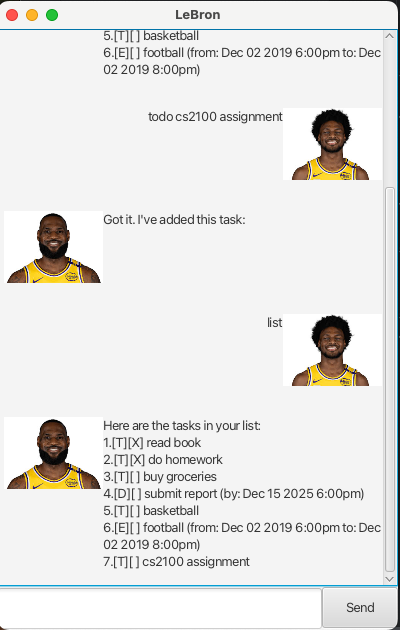 LeBron
5.[T][ ] basketball
6.[E][ ] football (from: Dec 02 2019 6:00pm to: Dec
02 2019 8:00pm)
todo cs2100 assignment
Got it. I've added this task:
list
Here are the tasks in your list:
1.[T][X] read book
2.[T][X] do homework
3.[T][ ] buy groceries
4.[D][ ] submit report (by: Dec 15 2025 6:00pm)
5.[T][ ] basketball
6.[E][ ] football (from: Dec 02 2019 6:00pm to: Dec
02 2019 8:00pm)
7.[T][ ] cs2100 assignment
Send